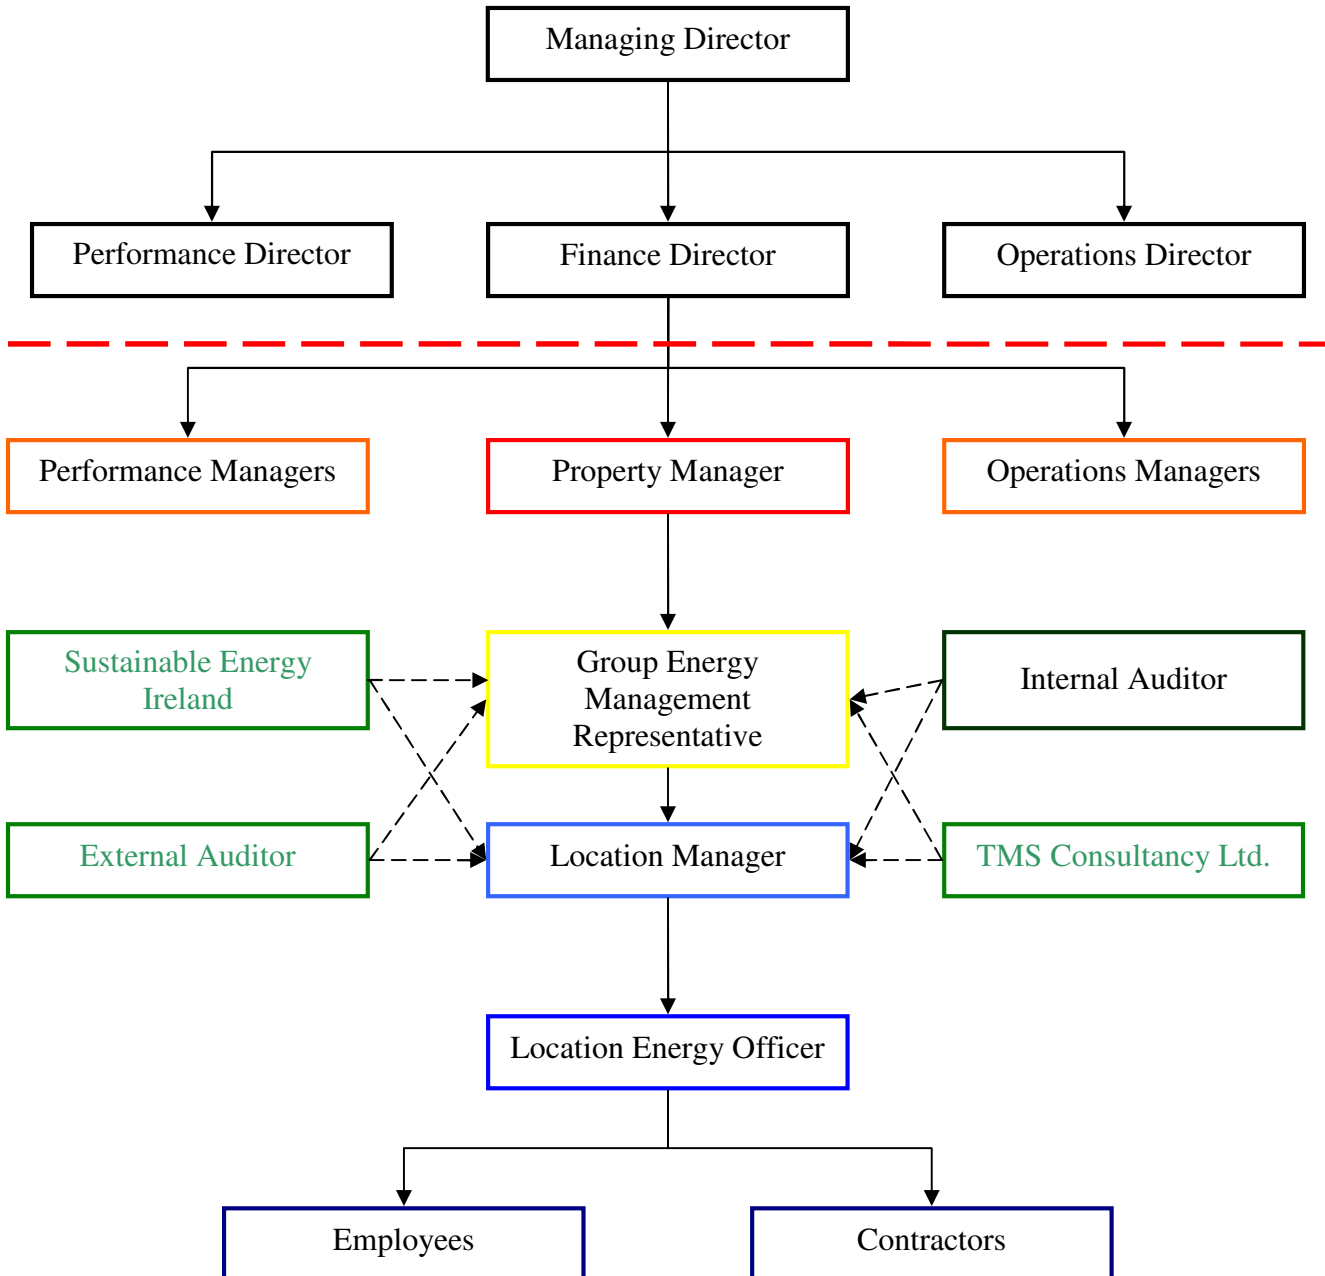 Managing Director
Performance Director
Finance Director
Operations Director
Performance Managers
Property Manager
Operations Managers
Sustainable Energy
Ireland
Group Energy
Management
Representative
Internal Auditor
External Auditor
Location Manager
TMS Consultancy Ltd.
Location Energy Officer
Employees
Contractors